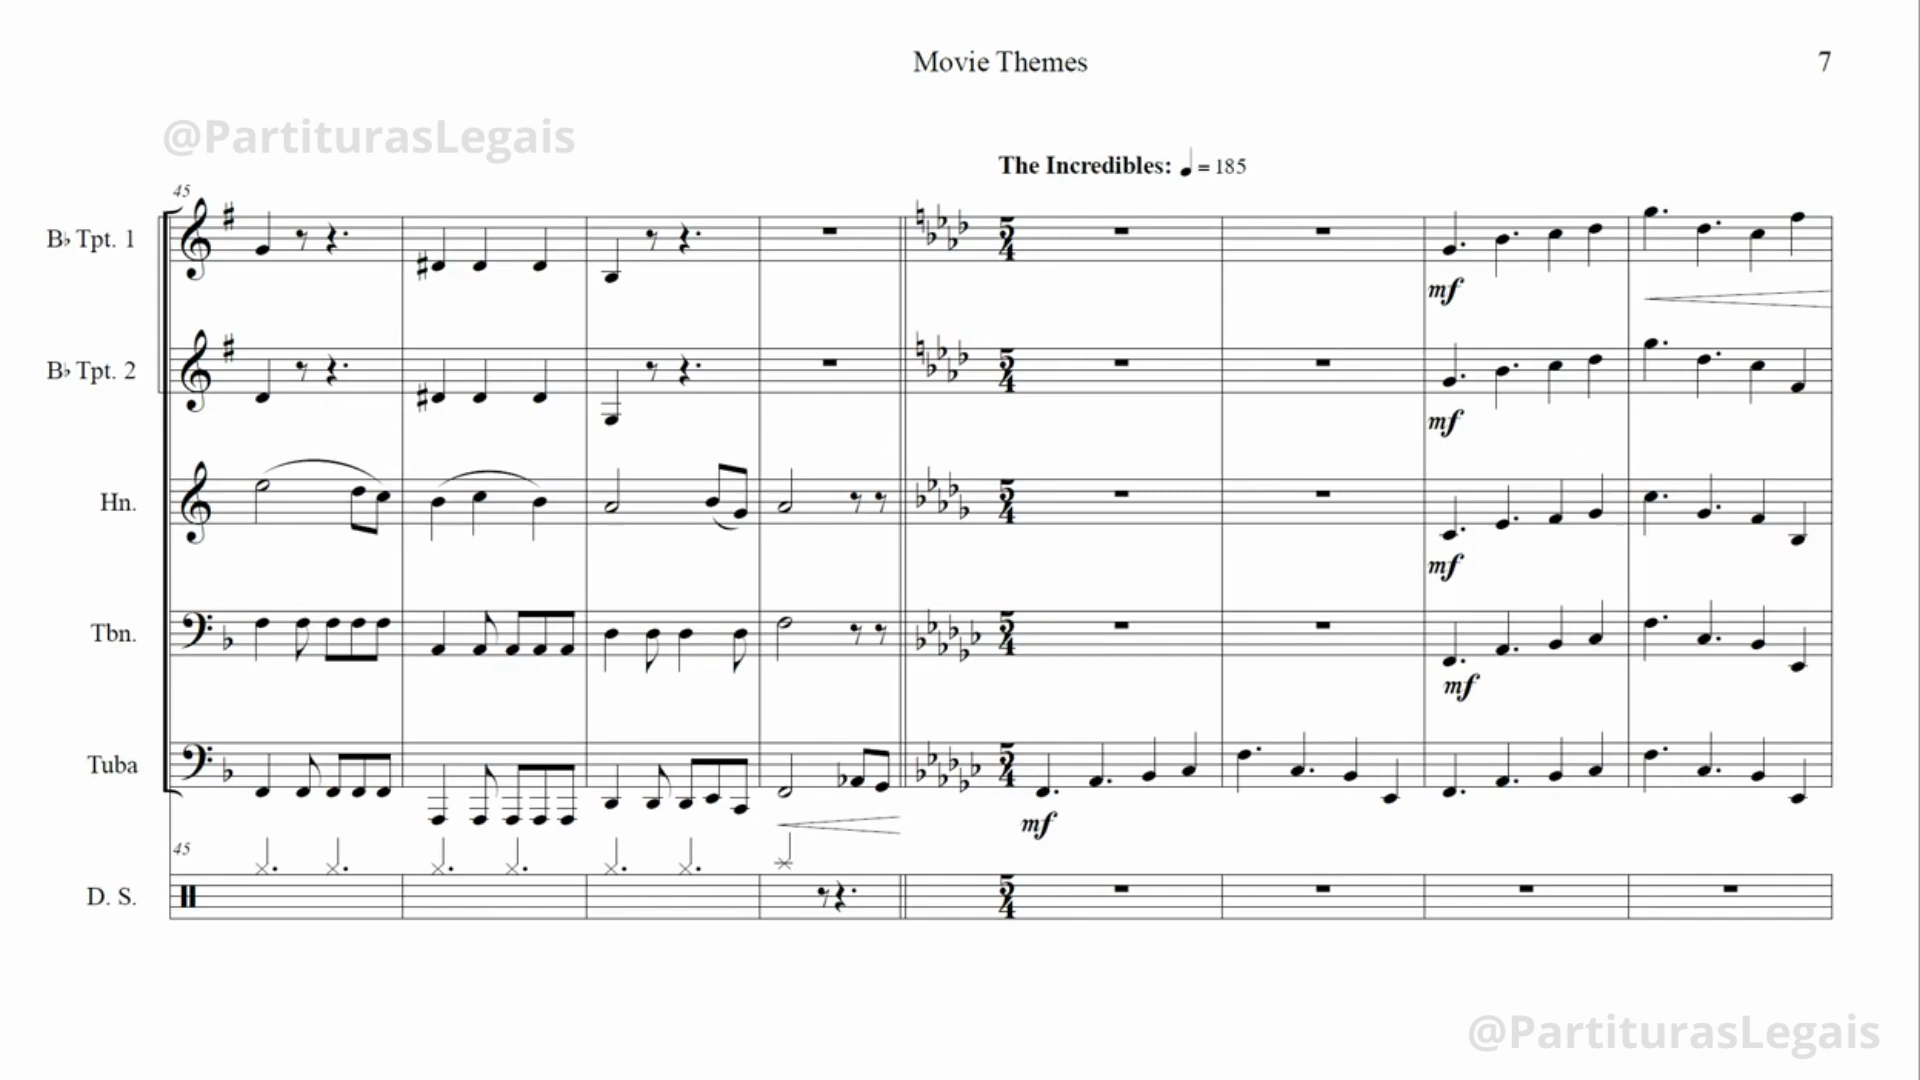 Movie Themes
7
@PartiturasLegais
The Incredibles: ♩ = 185
45
B♭ Tpt. 1
mf
B♭ Tpt. 2
mf
Hn.
mf
Tbn.
mf
Tuba
mf
45
D. S.
@PartiturasLegais